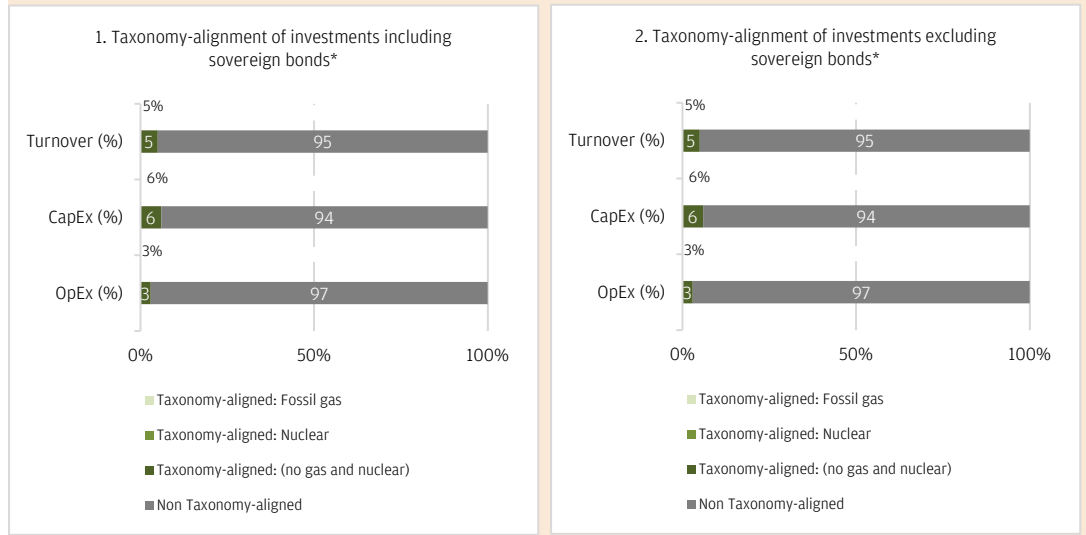 1. Taxonomy-alignment of investments including
sovereign bonds*
5%
Turnover (%)
5
95
6%
CapEx (%)
6
94
3%
OpEx (%)
3
97
0%
50%
100%
Taxonomy-aligned: Fossil gas
Taxonomy-aligned: Nuclear
Taxonomy-aligned: (no gas and nuclear)
Non Taxonomy-aligned
2. Taxonomy-alignment of investments excluding
sovereign bonds*
5%
Turnover (%)
5
95
6%
CapEx (%)
6
94
3%
OpEx (%)
3
97
0%
50%
100%
Taxonomy-aligned: Fossil gas
Taxonomy-aligned: Nuclear
Taxonomy-aligned: (no gas and nuclear)
Non Taxonomy-aligned